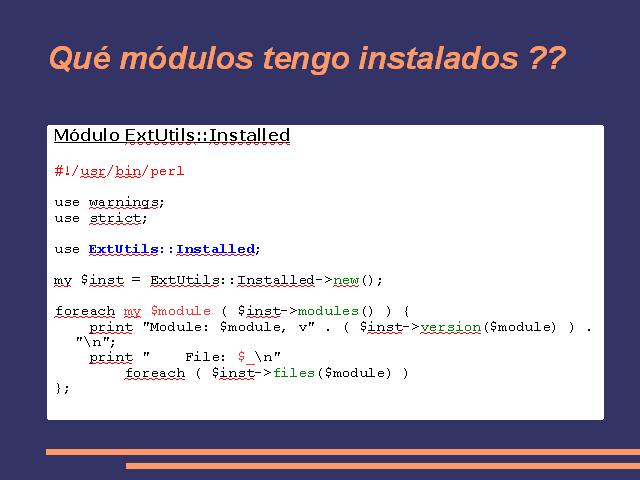 Qué módulos tengo instalados ??
Módulo ExtUtils::Installed
#!/usr/bin/perl
use warnings;
use strict;
use ExtUtils::Installed;
my $inst = ExtUtils::Installed->new();
foreach my $module ( $inst->modules() ) {
print "Module: $module, v" . ( $inst->version($module) ) .
"\n";
print "    File: $_\n"
foreach ( $inst->files($module) )
};